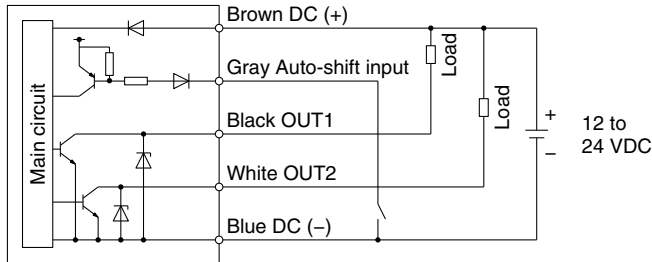 Brown DC (+)
Gray Auto-shift input
Black OUT1
White OUT2
Blue DC (−)
Main circuit
Load
Load
+
−
12 to
24 VDC